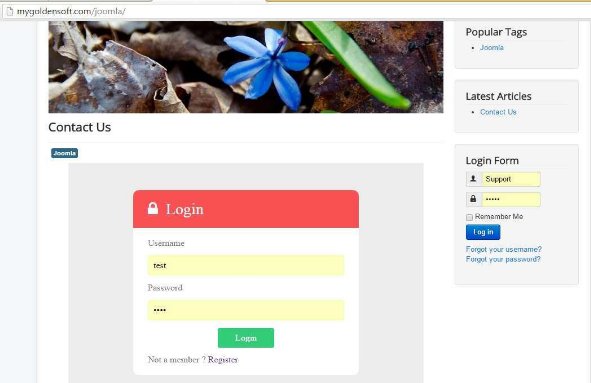 mygoldensoft.com/joomla/
Contact Us
Joomla
Login
Username
test
Password
••••
Login
Not a member ? Register
Popular Tags
Joomla
Latest Articles
Contact Us
Login Form
Support
•••••
Remember Me
Log in
Forgot your username?
Forgot your password?